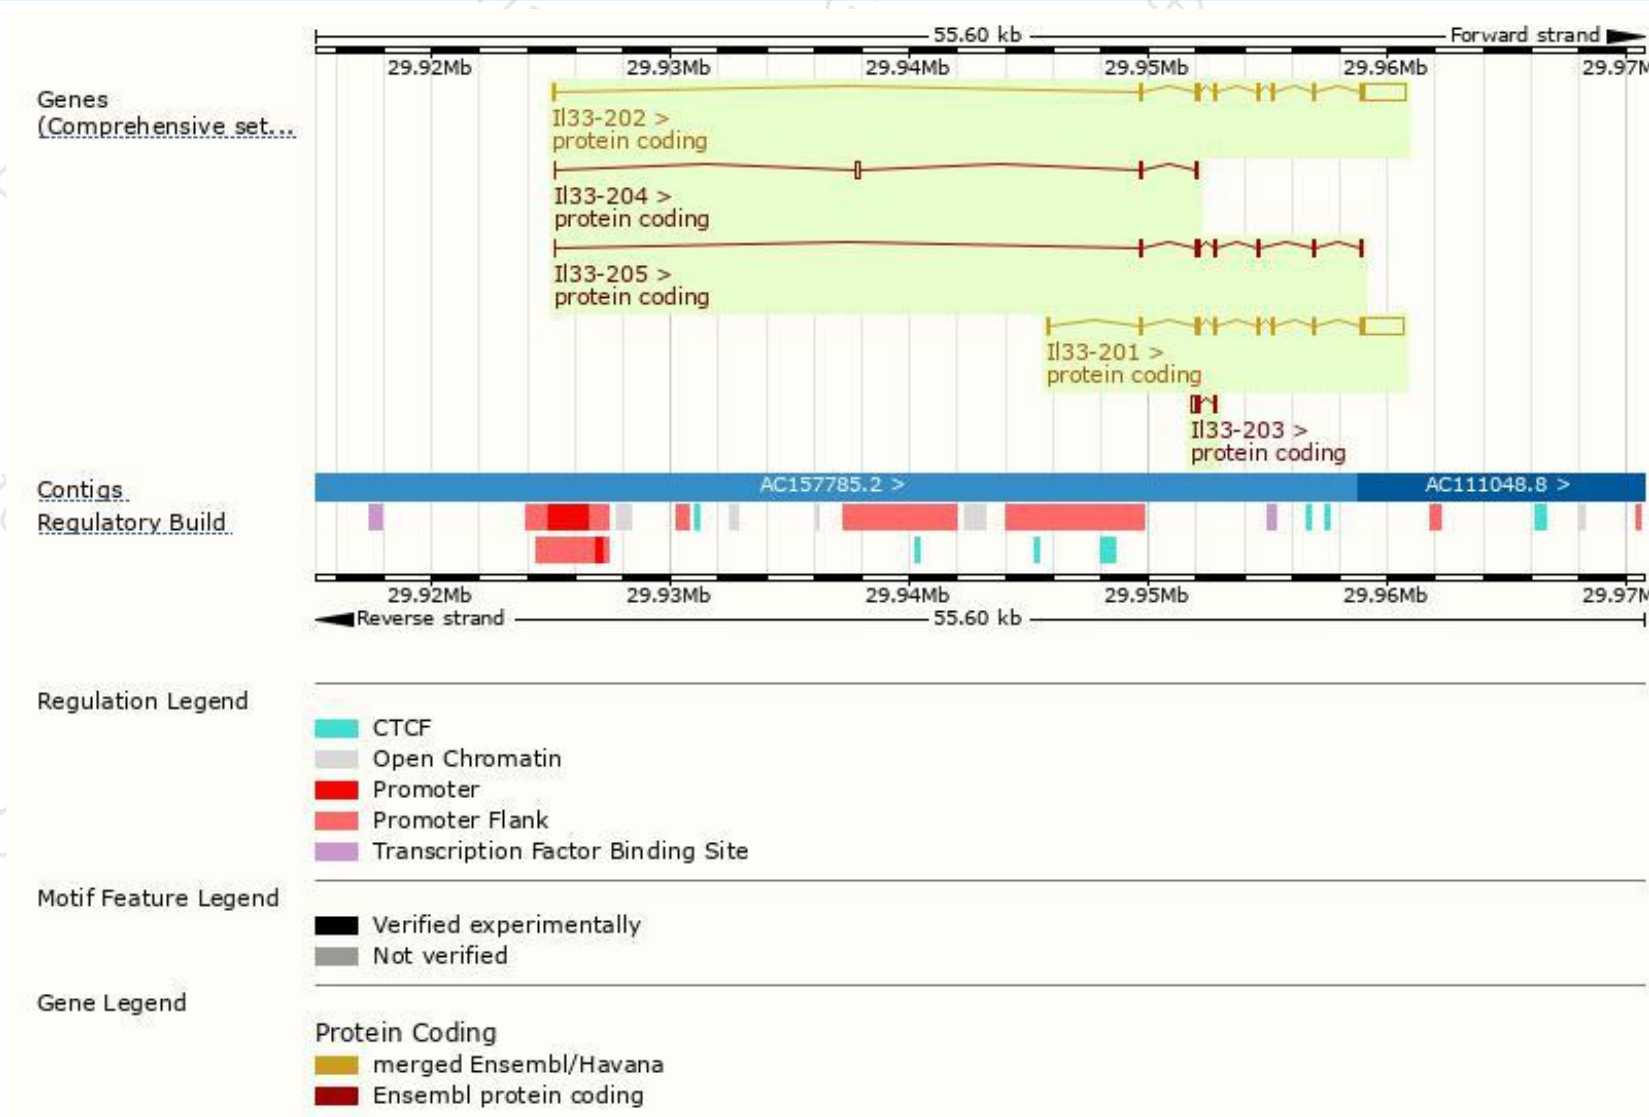 55.60 kb Forward strand
29.92Mb 29.93Mb 29.94Mb 29.95Mb 29.96Mb 29.97M
Genes
(Comprehensive set...
Il33-202 >
protein coding
Il33-204 >
protein coding
Il33-205 >
protein coding
Il33-201 >
protein coding
Il33-203 >
protein coding
Contigs AC157785.2 > AC111048.8 >
Regulatory Build
29.92Mb 29.93Mb 29.94Mb 29.95Mb 29.96Mb 29.97M
Reverse strand 55.60 kb
Regulation Legend
CTCF
Open Chromatin
Promoter
Promoter Flank
Transcription Factor Binding Site
Motif Feature Legend
Verified experimentally
Not verified
Gene Legend
Protein Coding
merged Ensembl/Havana
Ensembl protein coding